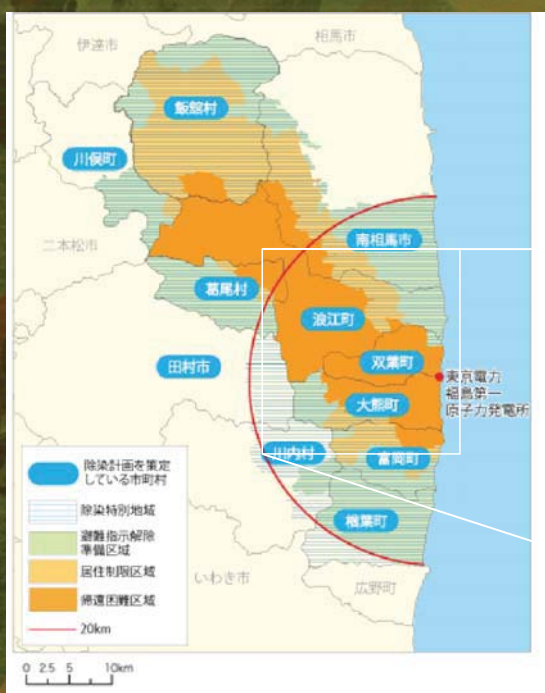 伊達市
相馬市
飯舘村
川俣町
二本松市
南相馬市
葛尾村
浪江町
田村市
双葉町
東京電力
福島第一
原子力発電所
大熊町
川内村
富岡町
楢葉町
いわき市
広野町
除染計画を策定
している市町村
除染特別地域
避難指示解除
準備区域
居住制限区域
帰還困難区域
20km
0 2.5 5 10km